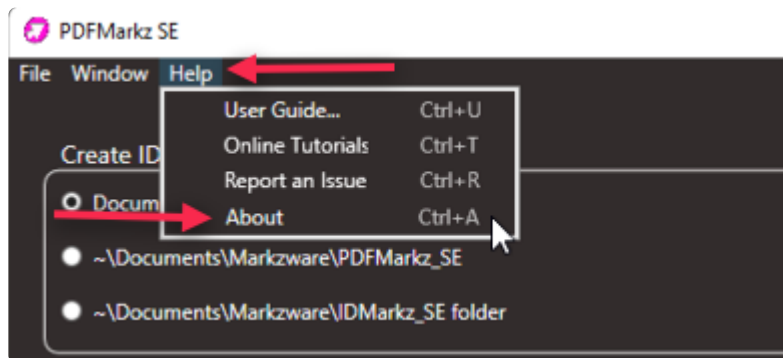 PDFMarkz SE
File Window Help
User Guide... Ctrl+U
Online Tutorials Ctrl+T
Create ID
Report an Issue Ctrl+R
Docum
About Ctrl+A
~\Documents\Markzware\PDFMarkz_SE
~\Documents\Markzware\IDMarkz_SE folder